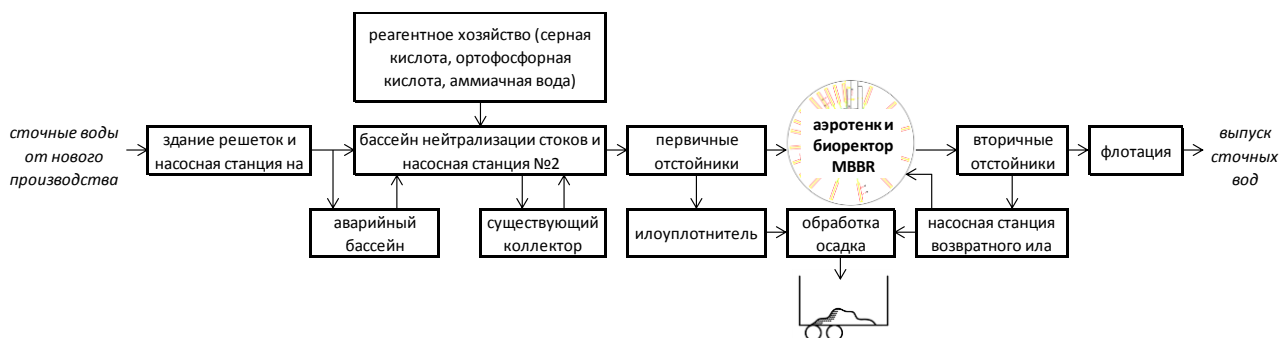 реагентное хозяйство (серная
кислота, ортофосфорная
кислота, аммиачная вода)
сточные воды
от нового
производства
здание решеток и
насосная станция на
бассейн нейтрализации стоков и
насосная станция №2
первичные
отстойники
аэротенк и
биоректор
MBBR
вторичные
отстойники
флотация
выпуск
сточных
вод
аварийный
бассейн
существующий
коллектор
илоуплотнитель
обработка
осадка
насосная станция
возвратного ила